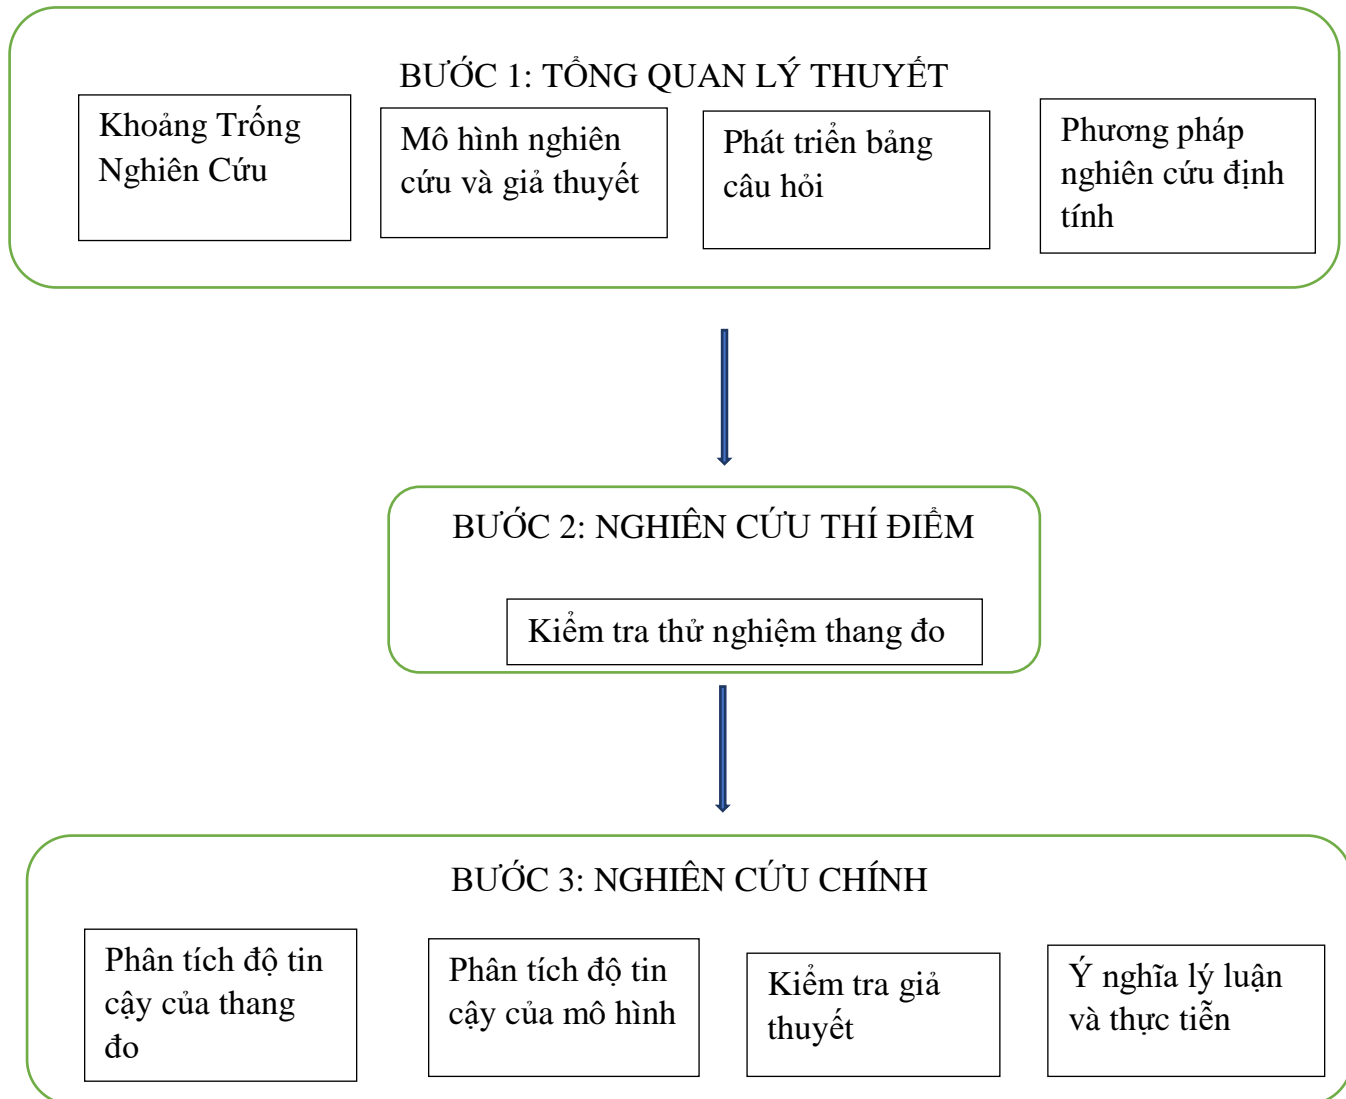 BƯỚC 1: TỔNG QUAN LÝ THUYẾT
Khoảng Trống
Nghiên Cứu
Mô hình nghiên
cứu và giả thuyết
Phát triển bảng
câu hỏi
Phương pháp
nghiên cứu định
tính
BƯỚC 2: NGHIÊN CỨU THÍ ĐIỂM
Kiểm tra thử nghiệm thang đo
BƯỚC 3: NGHIÊN CỨU CHÍNH
Phân tích độ tin
cậy của thang
đo
Phân tích độ tin
cậy của mô hình
Kiểm tra giả
thuyết
Ý nghĩa lý luận
và thực tiễn